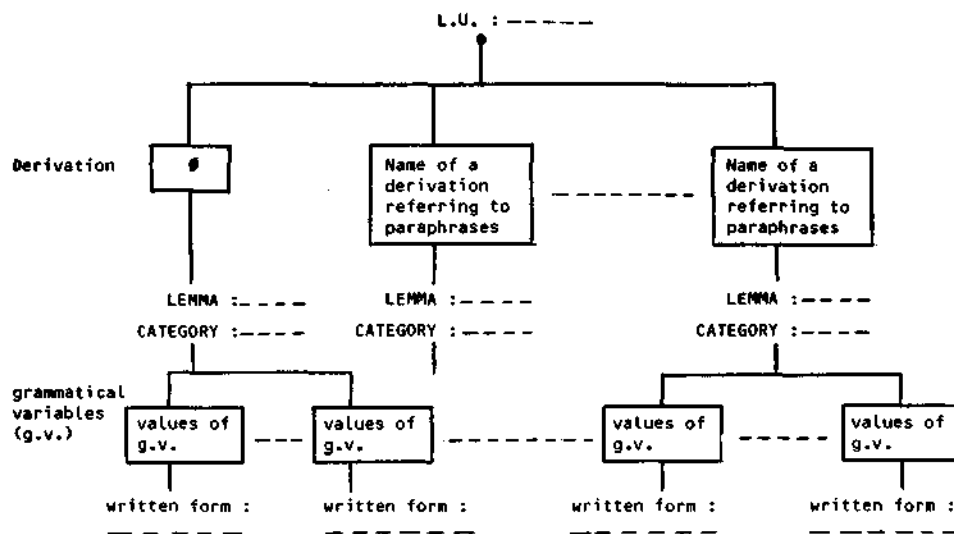 L.U. : ------
Derivation
ø
Name of a
derivation
referring to
paraphrases
Name of a
derivation
referring to
paraphrases
LEMMA :-----
LEMMA :-----
LEMMA :-----
CATEGORY :-----
CATEGORY :-----
CATEGORY :-----
grammatical
variables
(g.v.)
values of
g.v.
values of
g.v.
values of
g.v.
values of
g.v.
written form :
written form :
written form :
written form :